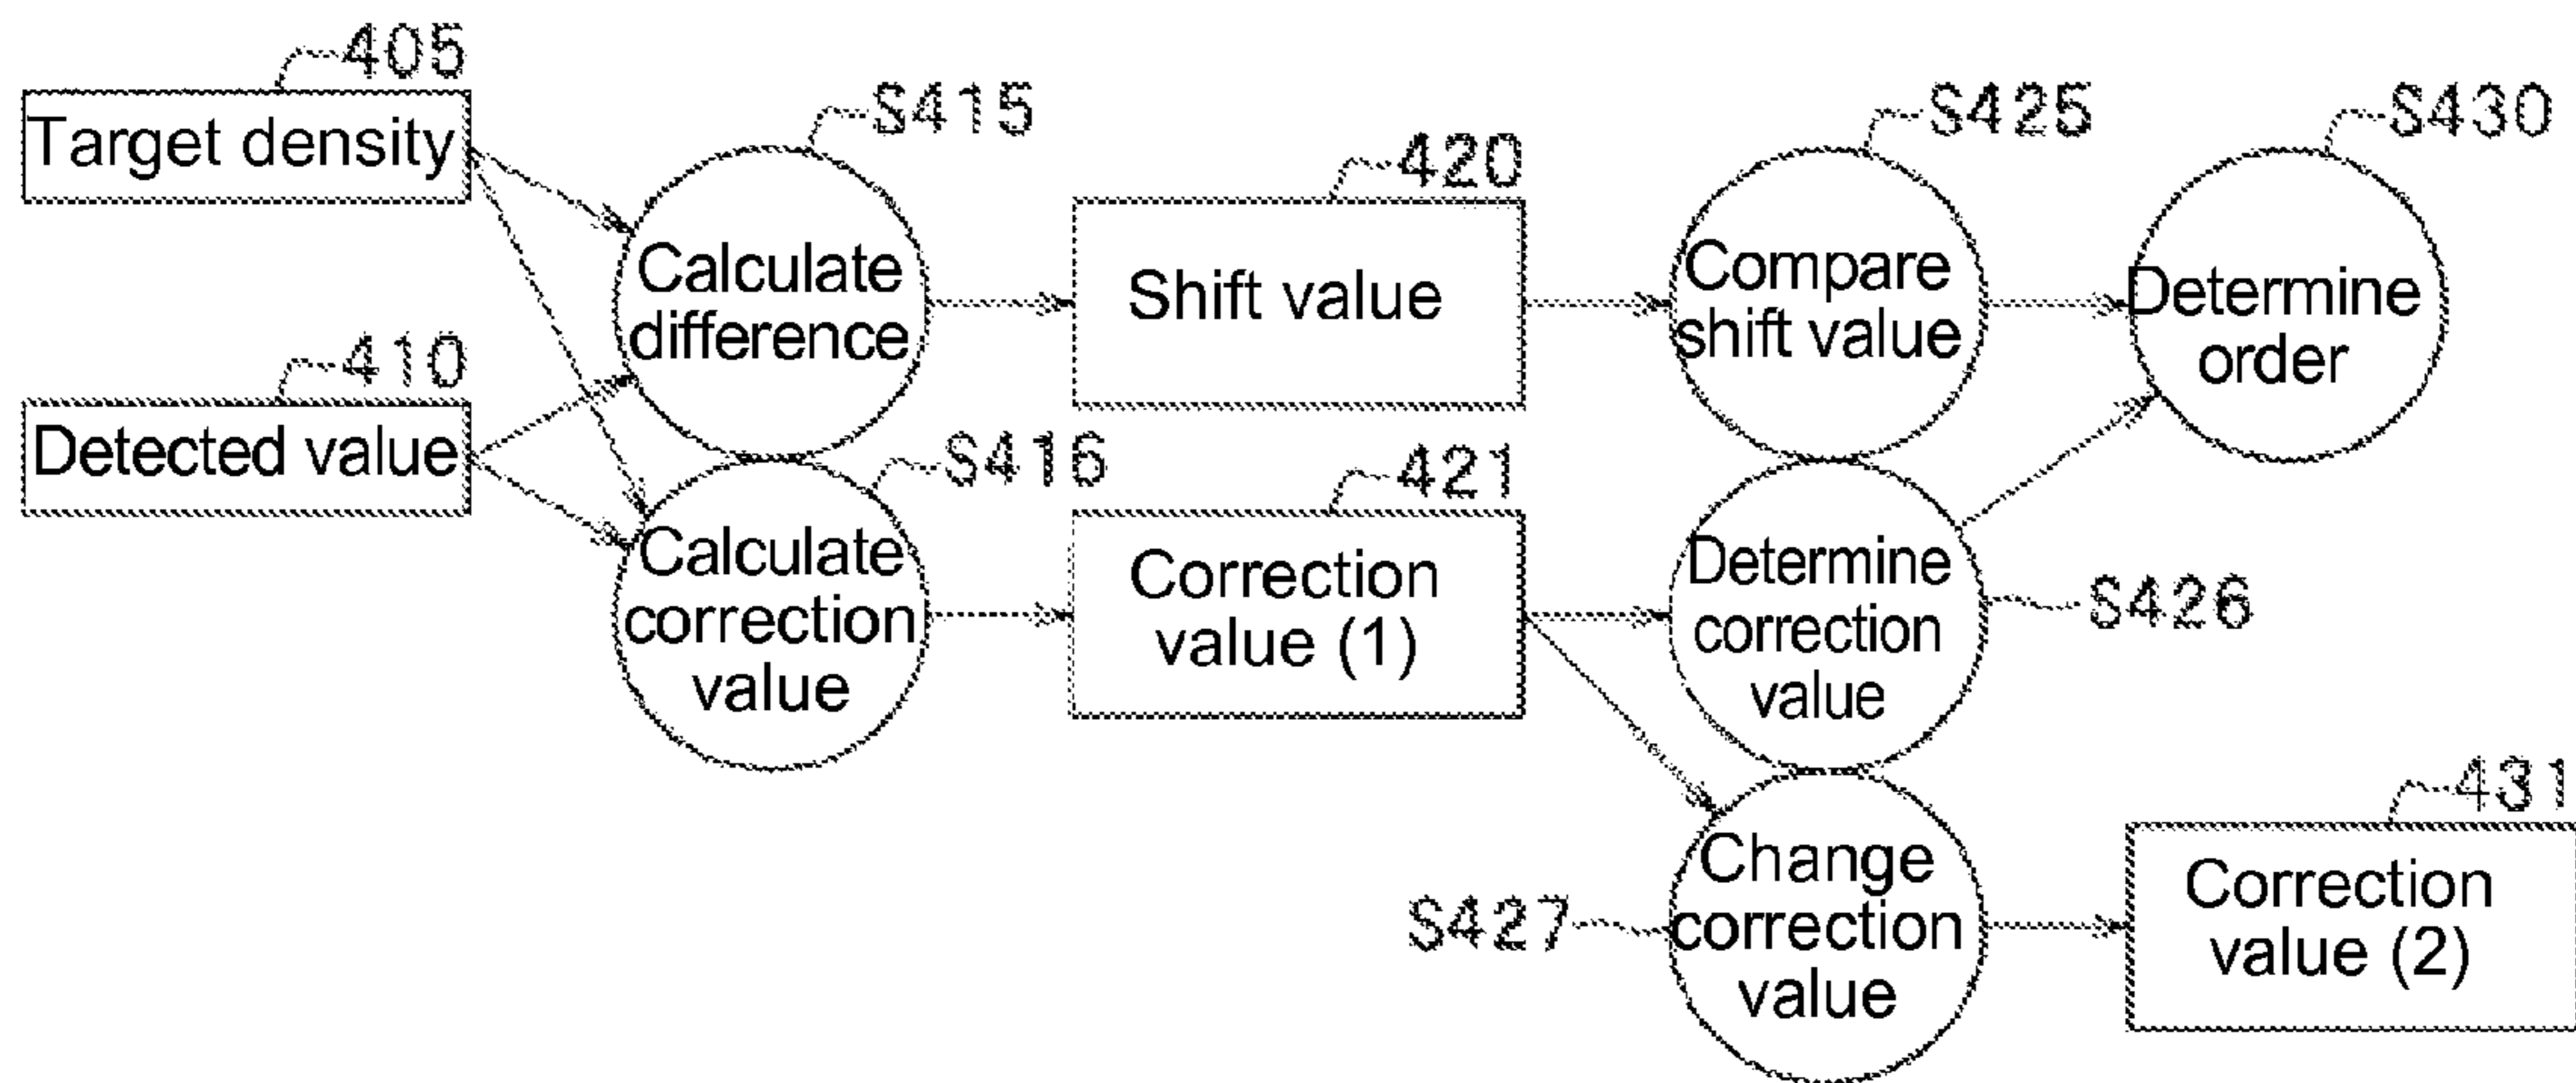 405
Target density
S415
Calculate
difference
420
Shift value
S425
Compare
shift value
S430
Determine
order
410
Detected value
S416
Calculate
correction
value
421
Correction
value (1)
Determine
correction
value
S426
S427
Change
correction
value
431
Correction
value (2)